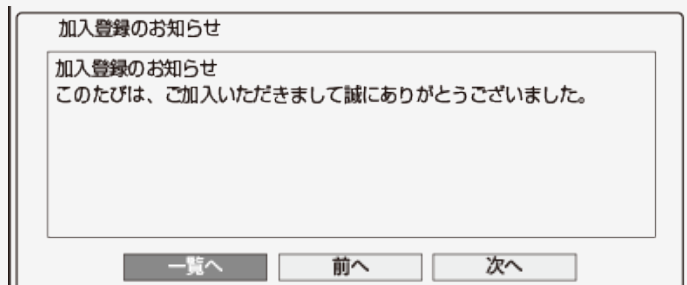 加入登録のお知らせ
加入登録のお知らせ
このたびは、ご加入いただきまして誠にありがとうございました。
一覧へ 前へ 次へ